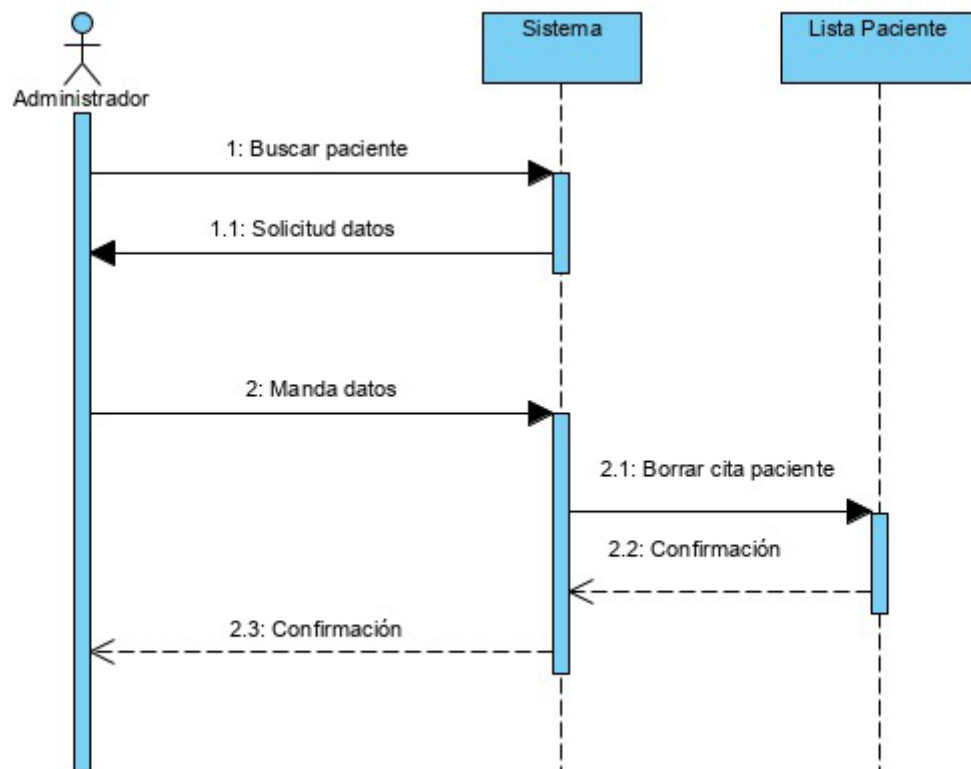 Sistema
Lista Paciente
Administrador
1: Buscar paciente
1.1: Solicitud datos
2: Manda datos
2.1: Borrar cita paciente
2.2: Confirmación
2.3: Confirmación